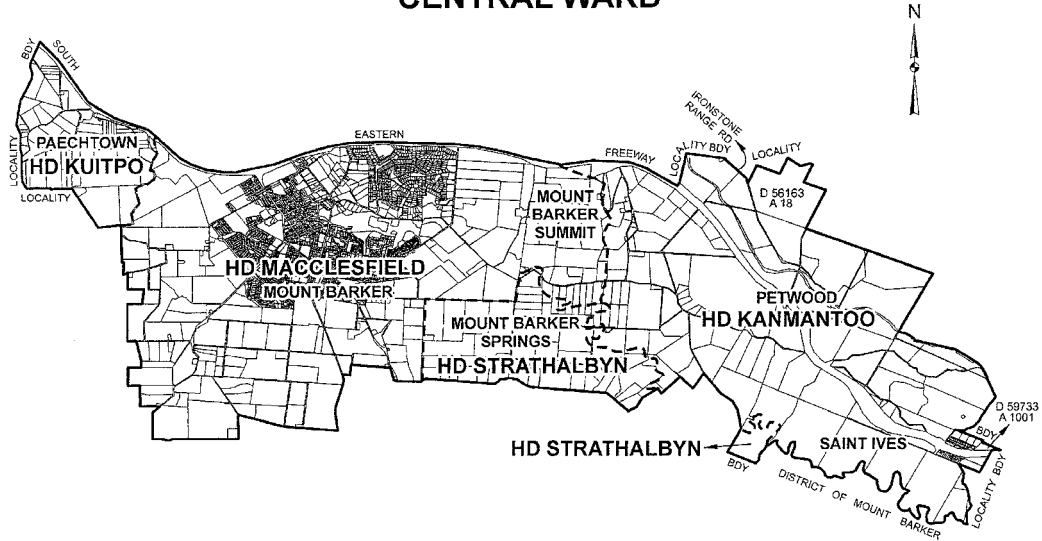 CENTRAL WARD
N
BDY
SOUTH
EASTERN
FREEWAY
IRONSTONE
RANGE RD
LOCALITY BDY
LOCALITY
D 56163
A 18
LOCALITY
PAECHTOWN
HD KUITPO
LOCALITY
MOUNT
BARKER
SUMMIT
HD MACCLESFIELD
MOUNT BARKER
PETWOOD
HD KANMANTOO
MOUNT BARKER
SPRINGS
HD STRATHALBYN
D 59733
A 1001
BDY
HD STRATHALBYN
SAINT IVES
BDY
DISTRICT OF MOUNT BARKER
LOCALITY BDY